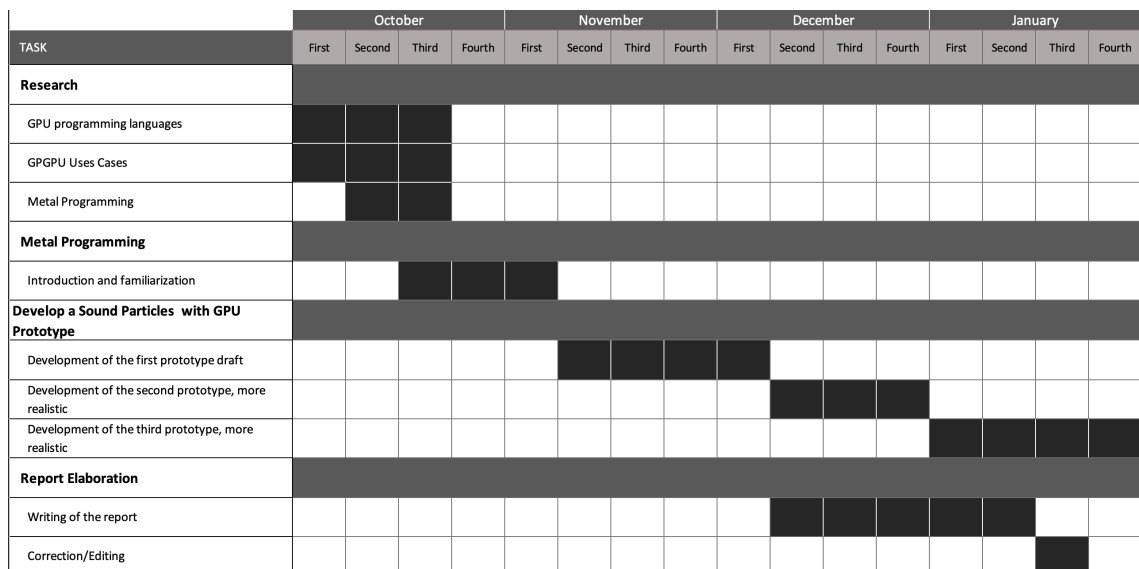 October November December January
TASK First Second Third Fourth First Second Third Fourth First Second Third Fourth First Second Third Fourth
Research
GPU programming languages
GPGPU Uses Cases
Metal Programming
Metal Programming
Introduction and familiarization
Develop a Sound Particles with GPU
Prototype
Development of the first prototype draft
Development of the second prototype, more
realistic
Development of the third prototype, more
realistic
Report Elaboration
Writing of the report
Correction/Editing